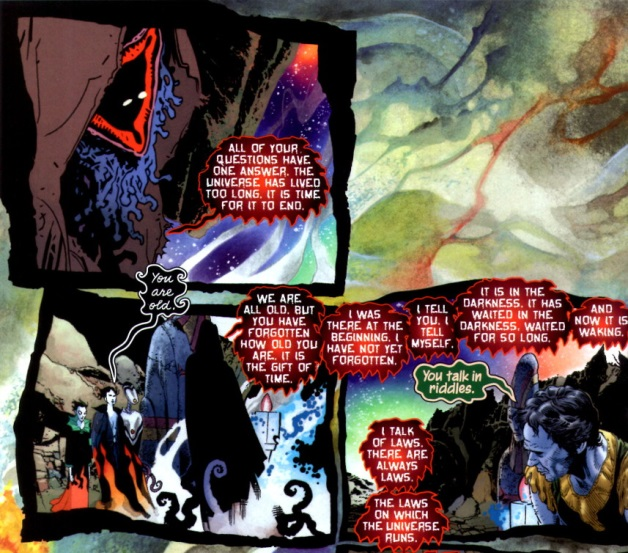 ALL OF YOUR
QUESTIONS HAVE
ONE ANSWER. THE
UNIVERSE HAS LIVED
TOO LONG. IT IS TIME
FOR IT TO END.
You
are
old.
WE ARE
ALL OLD. BUT
YOU HAVE
FORGOTTEN
HOW OLD YOU
ARE. IT IS
THE GIFT OF
TIME.
I WAS
THERE AT THE
BEGINNING. I
HAVE NOT YET
FORGOTTEN.
I TELL
YOU I
TELL
MYSELF.
IT IS IN THE
DARKNESS. IT HAS
WAITED IN THE
DARKNESS, WAITED
FOR SO LONG.
AND
NOW IT IS
WAKING.
You talk in
riddles.
I TALK
OF LAWS.
THERE ARE
ALWAYS
LAWS.
THE LAWS
ON WHICH
THE UNIVERSE
RUNS.